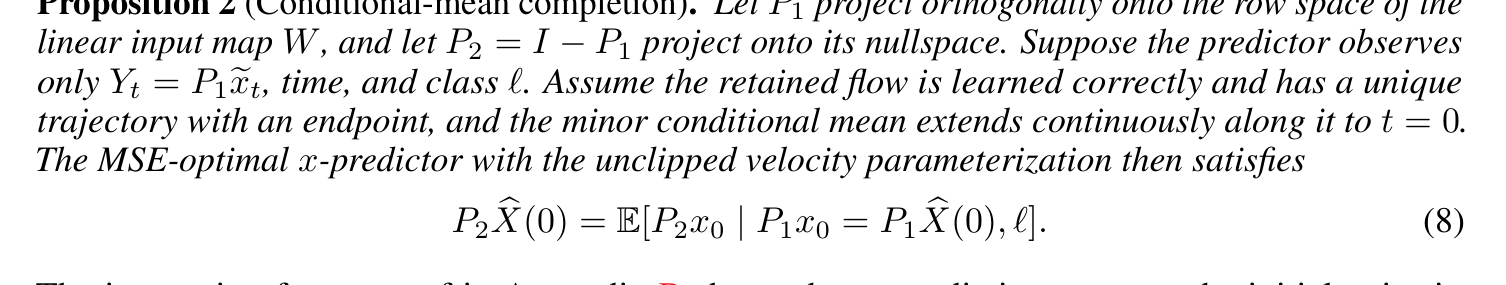 Proposition 2 (Conditional-mean completion). Let P₁ project orthogonally onto the row space of the
linear input map W, and let P₂ = I − P₁ project onto its nullspace. Suppose the predictor observes
only Yₜ = P₁x̃ₜ, time, and class ℓ. Assume the retained flow is learned correctly and has a unique
trajectory with an endpoint, and the minor conditional mean extends continuously along it to t = 0.
The MSE-optimal x-predictor with the unclipped velocity parameterization then satisfies
P₂X̂(0) = 𝔼[P₂x₀ | P₁x₀ = P₁X̂(0), ℓ]. (8)